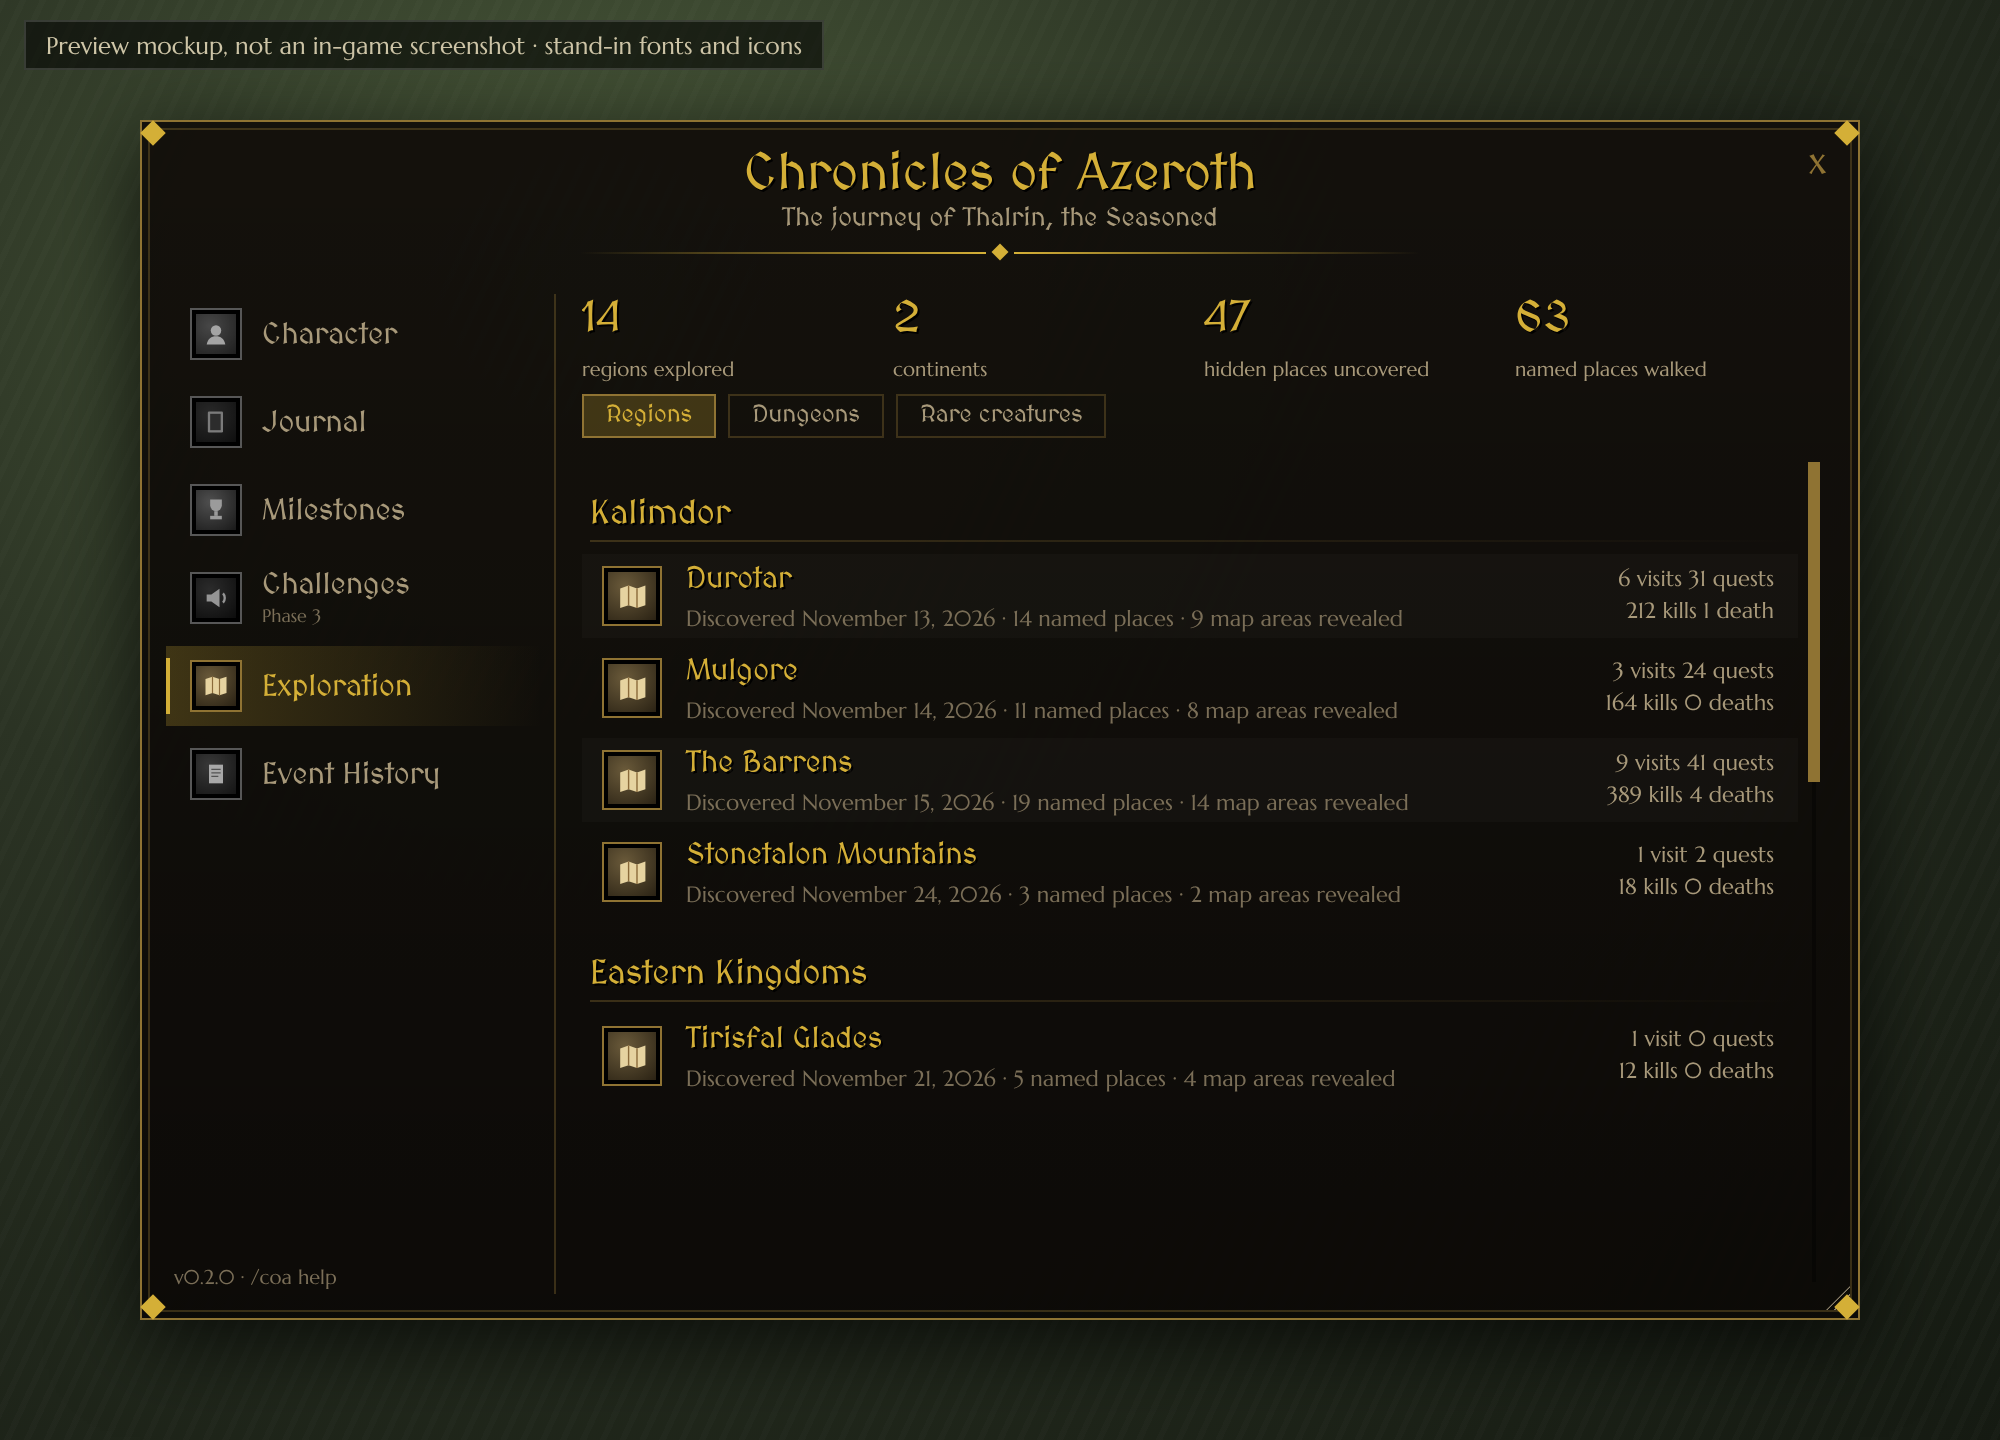 Preview mockup, not an in-game screenshot · stand-in fonts and icons
Chronicles of Azeroth
X
The journey of Thalrin, the Seasoned
Character
Journal
Milestones
Challenges
Phase 3
Exploration
Event History
v0.2.0 · /coa help
14
regions explored
2
continents
47
hidden places uncovered
63
named places walked
Regions
Dungeons
Rare creatures
Kalimdor
Durotar
Discovered November 13, 2026 · 14 named places · 9 map areas revealed
6 visits 31 quests
212 kills 1 death
Mulgore
Discovered November 14, 2026 · 11 named places · 8 map areas revealed
3 visits 24 quests
164 kills 0 deaths
The Barrens
Discovered November 15, 2026 · 19 named places · 14 map areas revealed
9 visits 41 quests
389 kills 4 deaths
Stonetalon Mountains
Discovered November 24, 2026 · 3 named places · 2 map areas revealed
1 visit 2 quests
18 kills 0 deaths
Eastern Kingdoms
Tirisfal Glades
Discovered November 21, 2026 · 5 named places · 4 map areas revealed
1 visit 0 quests
12 kills 0 deaths